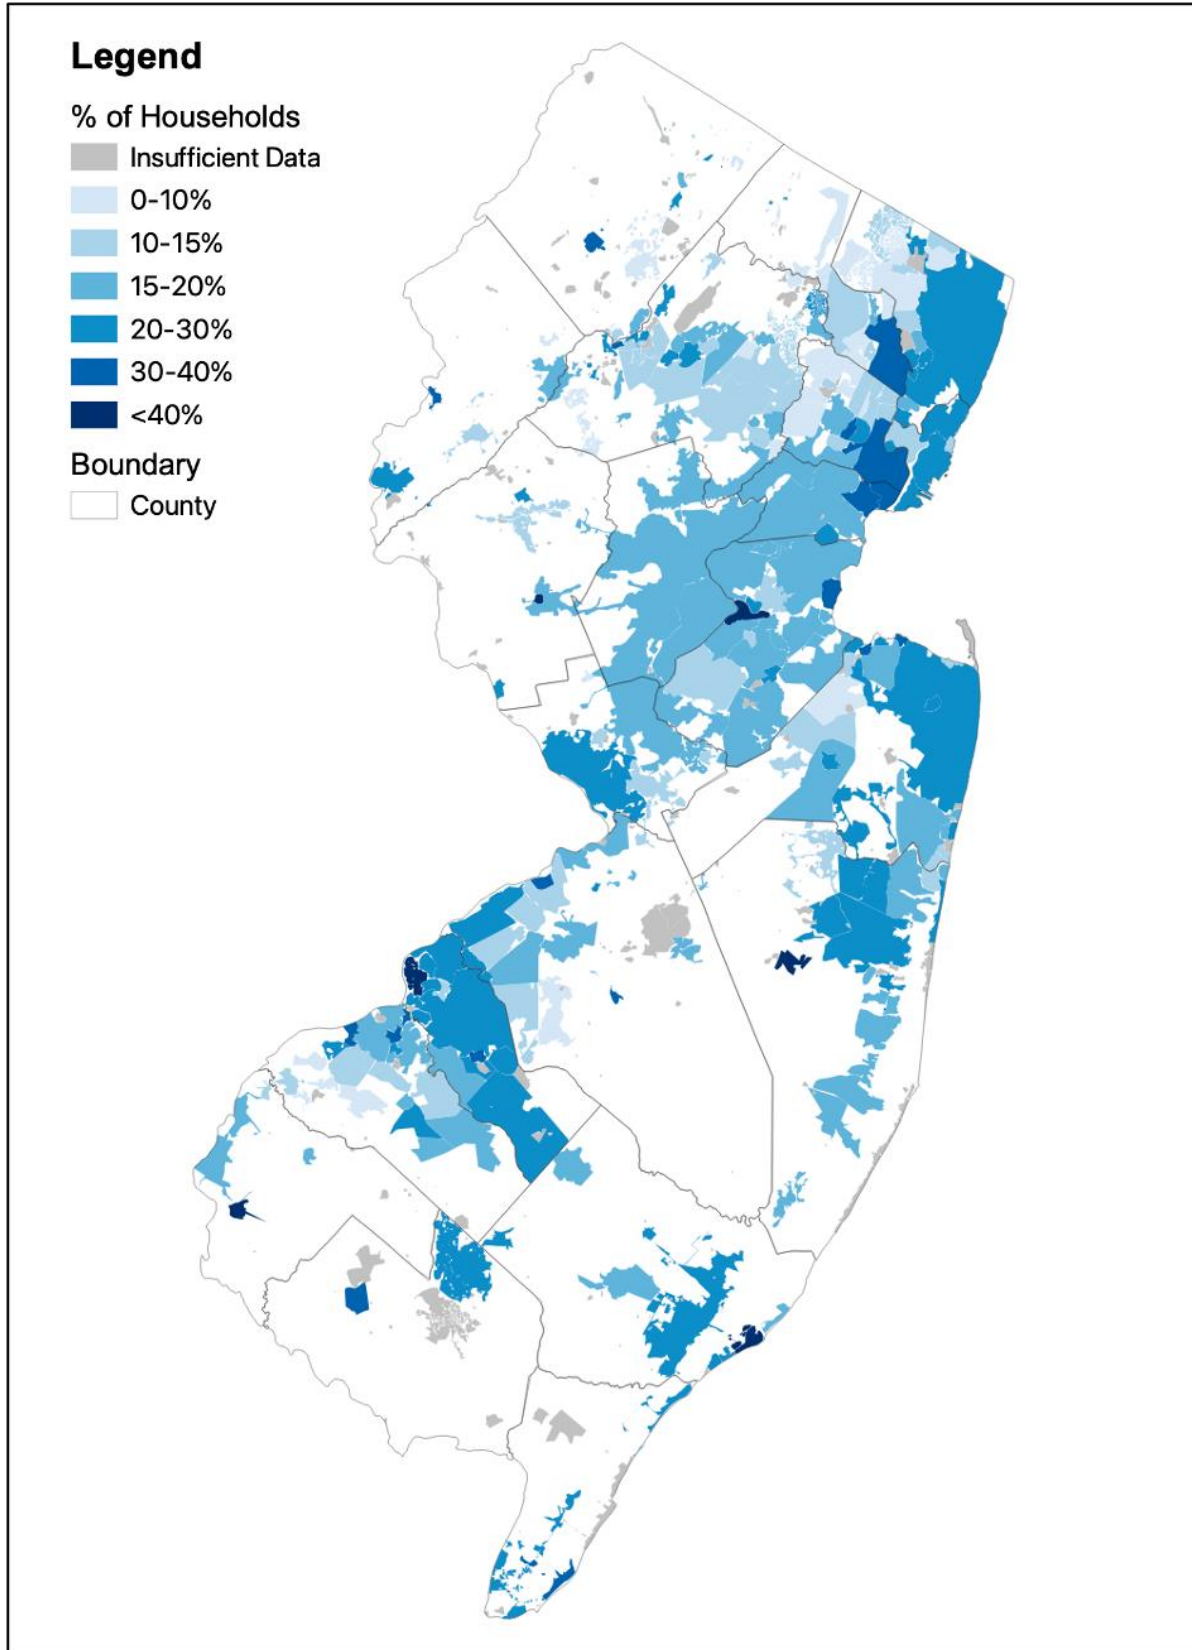 Legend
% of Households
Insufficient Data
0-10%
10-15%
15-20%
20-30%
30-40%
<40%
Boundary
County